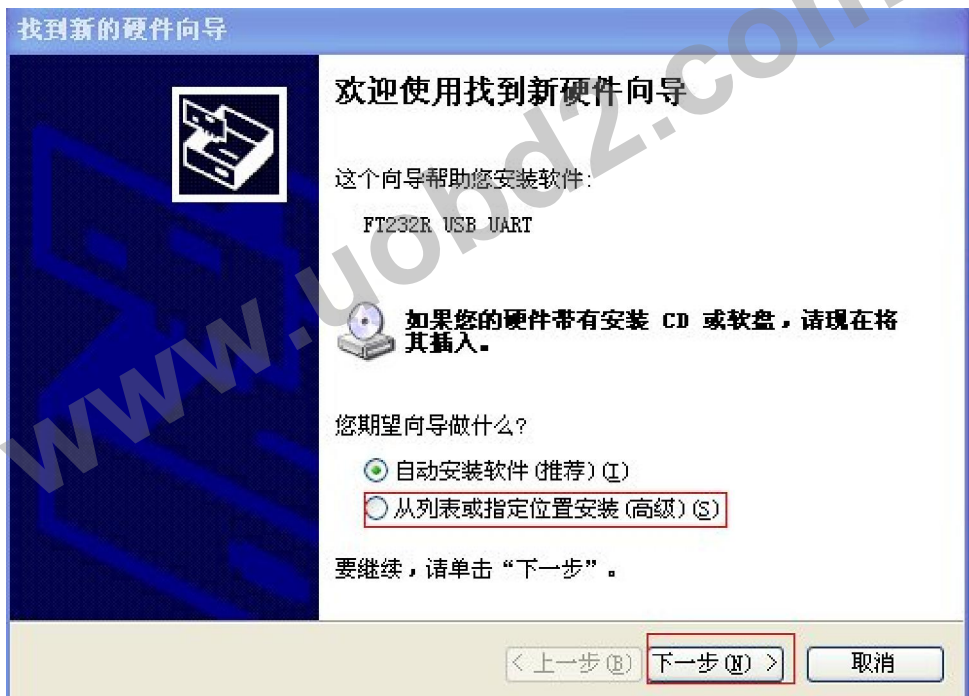 找到新的硬件向导
欢迎使用找到新硬件向导
这个向导帮助您安装软件:
FT232R USB UART
如果您的硬件带有安装 CD 或软盘，请现在将
其插入。
您期望向导做什么?
自动安装软件(推荐)(I)
从列表或指定位置安装(高级)(S)
要继续，请单击“下一步”。
< 上一步(B) 下一步(N) > 取消
www.uobd2.com